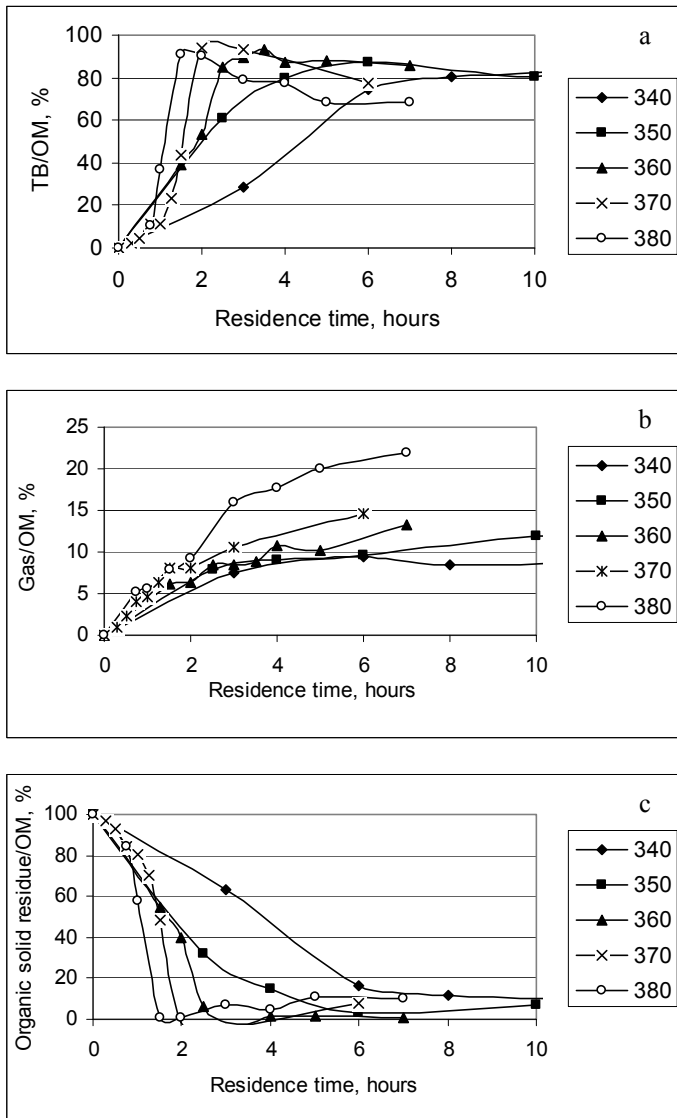 a
TB/OM, %
100
80
60
40
20
0
0 2 4 6 8 10
Residence time, hours
340
350
360
370
380
b
Gas/OM, %
25
20
15
10
5
0
0 2 4 6 8 10
Residence time, hours
340
350
360
370
380
c
Organic solid residue/OM, %
100
80
60
40
20
0
0 2 4 6 8 10
Residence time, hours
340
350
360
370
380